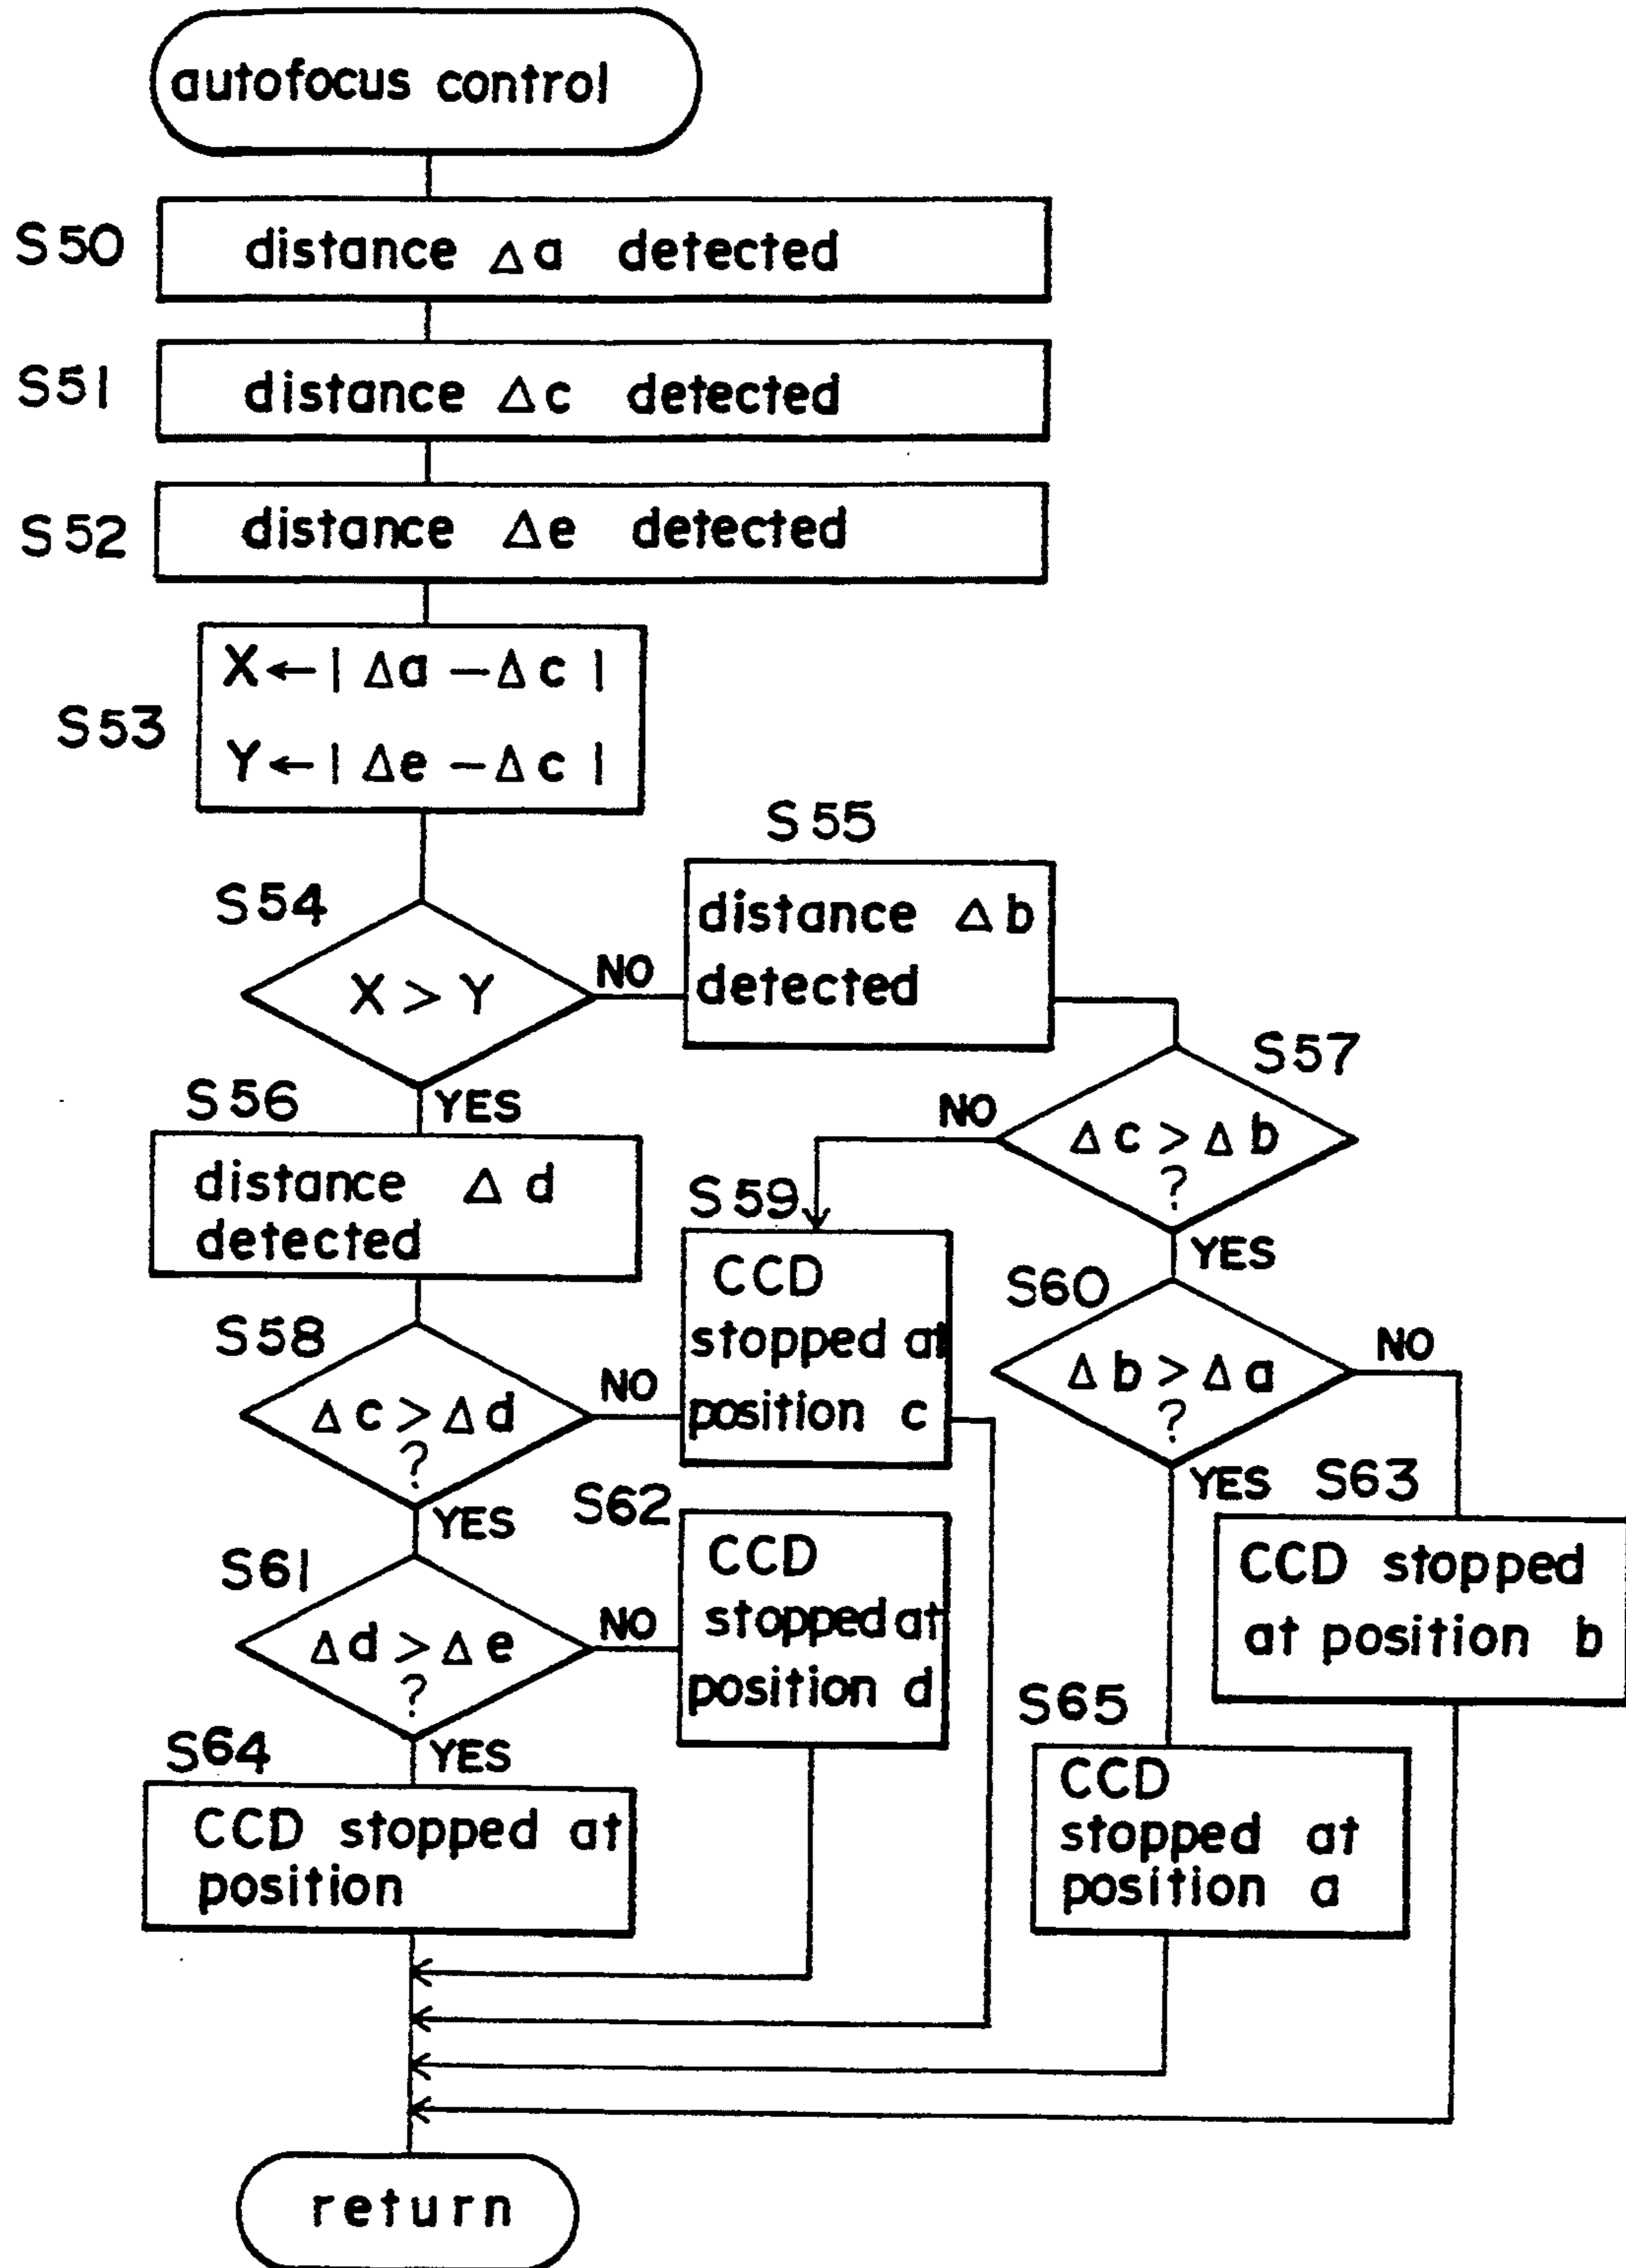 autofocus control
S50
distance Δa detected
S51
distance Δc detected
S52
distance Δe detected
S53
X←| Δa −Δc |
Y←| Δe −Δc |
S54
X > Y
NO
YES
S55
distance Δb
detected
S56
distance Δ d
detected
S57
Δc > Δb
?
NO
YES
S58
Δc > Δd
?
NO
YES
S59
CCD
stopped at
position c
S60
Δb > Δa
?
NO
YES
S61
Δd > Δe
?
NO
YES
S62
CCD
stopped at
position d
S63
CCD stopped
at position b
S64
CCD stopped at
position
S65
CCD
stopped at
position a
return